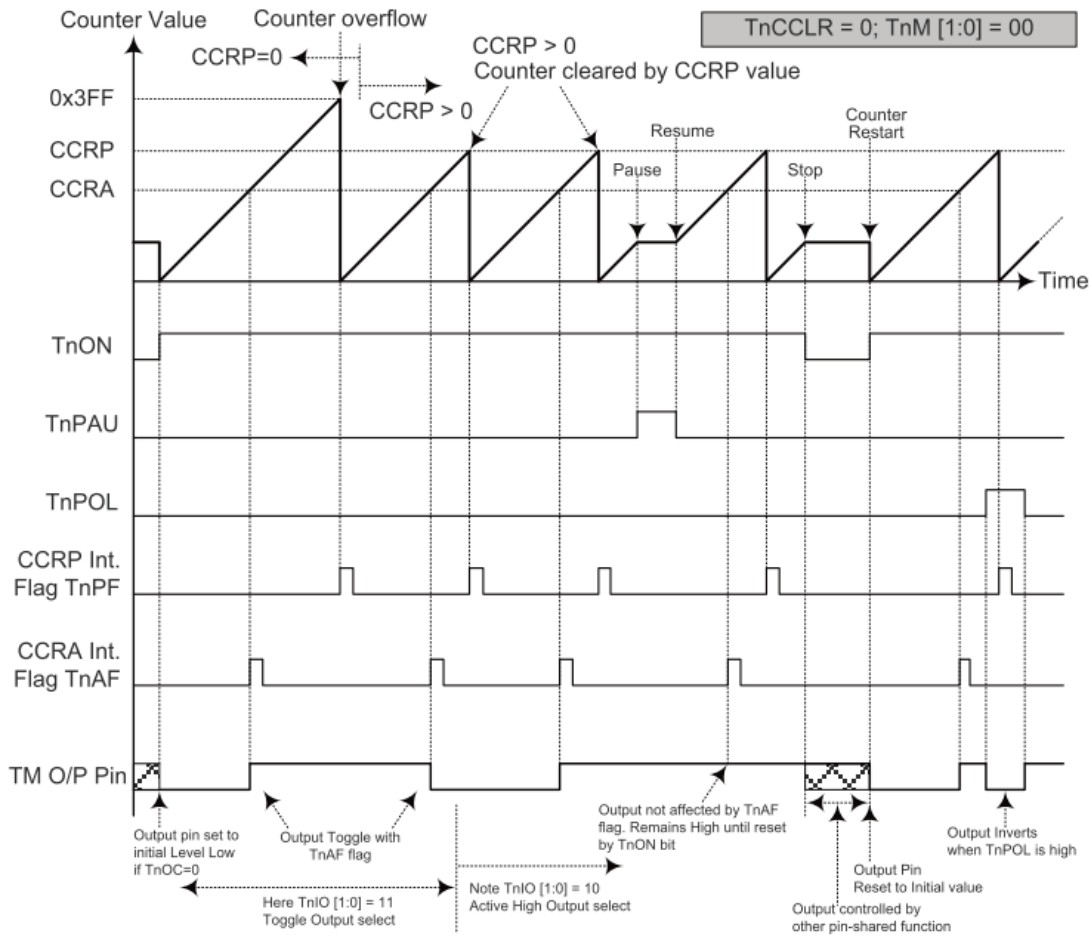 Counter Value
Counter overflow
TnCCLR = 0; TnM [1:0] = 00
CCRP=0
CCRP > 0
CCRP > 0
Counter cleared by CCRP value
0x3FF
CCRP
CCRA
Pause
Resume
Stop
Counter
Restart
Time
TnON
TnPAU
TnPOL
CCRP Int.
Flag TnPF
CCRA Int.
Flag TnAF
TM O/P Pin
Output pin set to
initial Level Low
if TnOC=0
Output Toggle with
TnAF flag
Output not affected by TnAF
flag. Remains High until reset
by TnON bit
Output Inverts
when TnPOL is high
Here TnIO [1:0] = 11
Toggle Output select
Note TnIO [1:0] = 10
Active High Output select
Output Pin
Reset to Initial value
Output controlled by
other pin-shared function